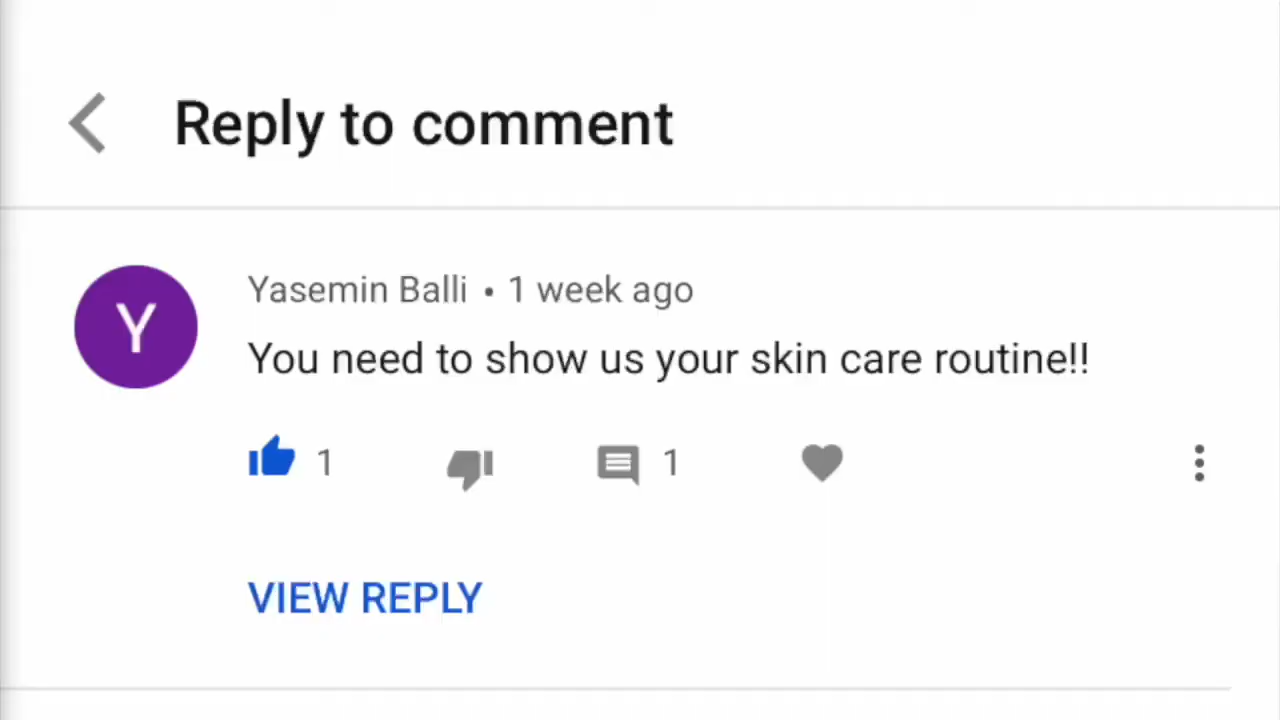 Reply to comment
Y
Yasemin Balli • 1 week ago
You need to show us your skin care routine!!
1 1
VIEW REPLY